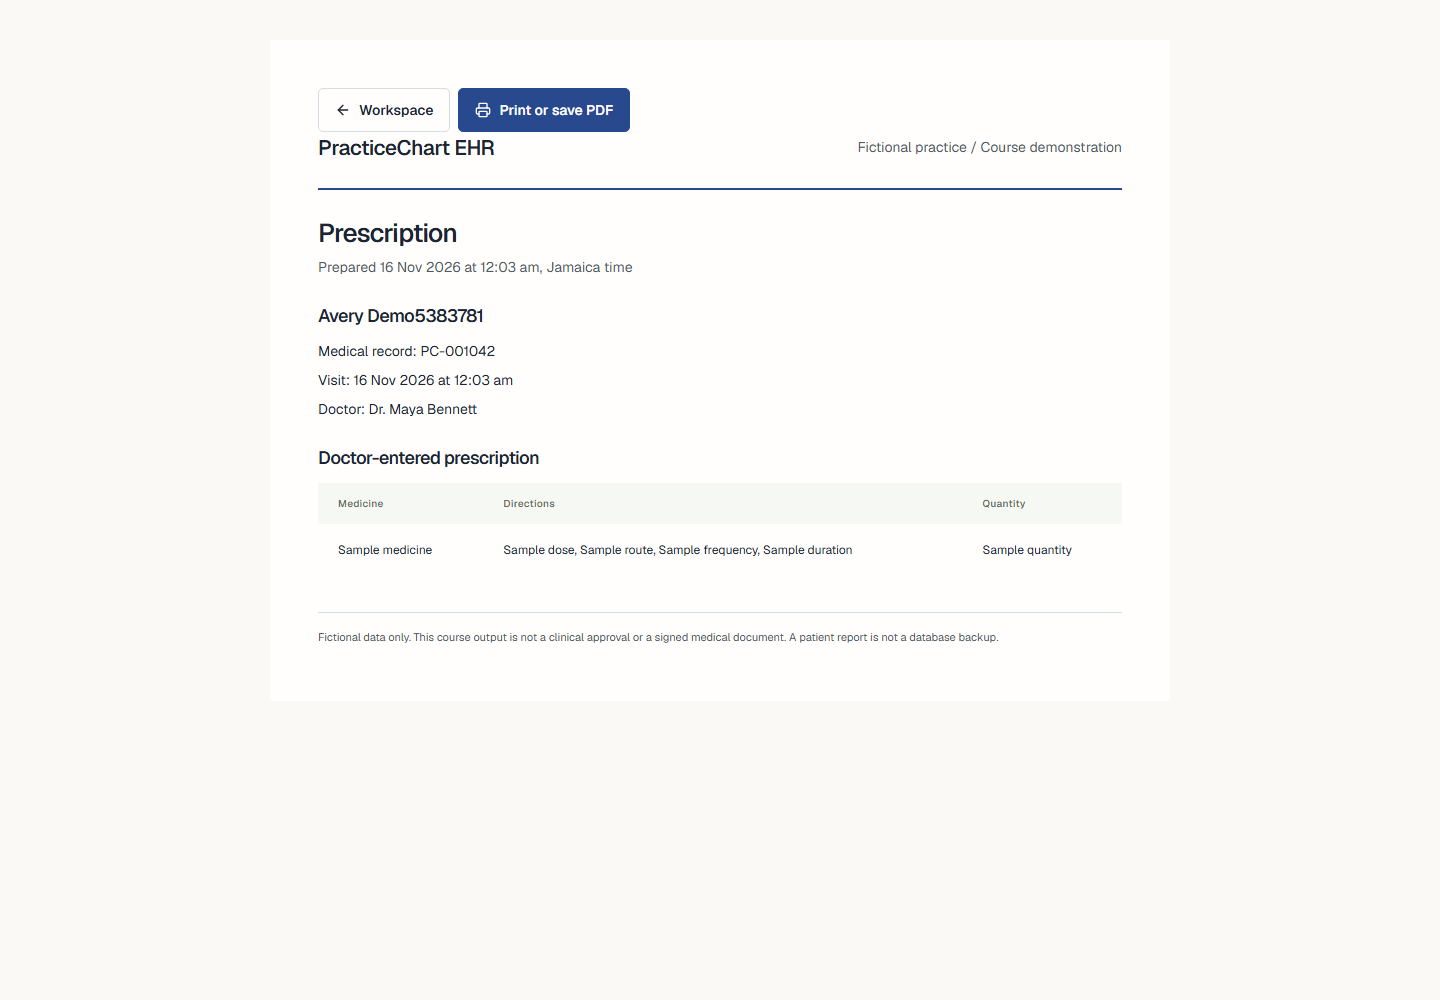 Workspace
Print or save PDF
PracticeChart EHR
Fictional practice / Course demonstration
Prescription
Prepared 16 Nov 2026 at 12:03 am, Jamaica time
Avery Demo5383781
Medical record: PC-001042
Visit: 16 Nov 2026 at 12:03 am
Doctor: Dr. Maya Bennett
Doctor-entered prescription
Medicine Directions Quantity
Sample medicine Sample dose, Sample route, Sample frequency, Sample duration Sample quantity
Fictional data only. This course output is not a clinical approval or a signed medical document. A patient report is not a database backup.